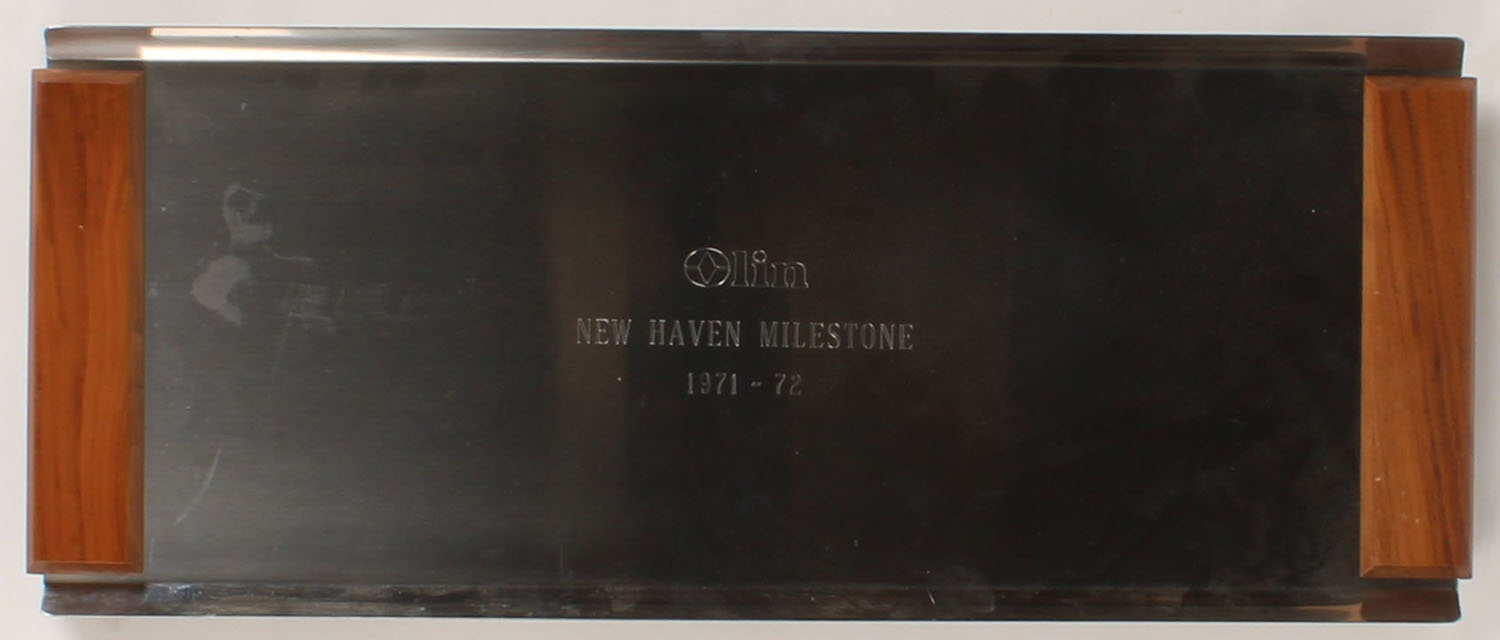 Olin
NEW HAVEN MILESTONE
1971 - 72